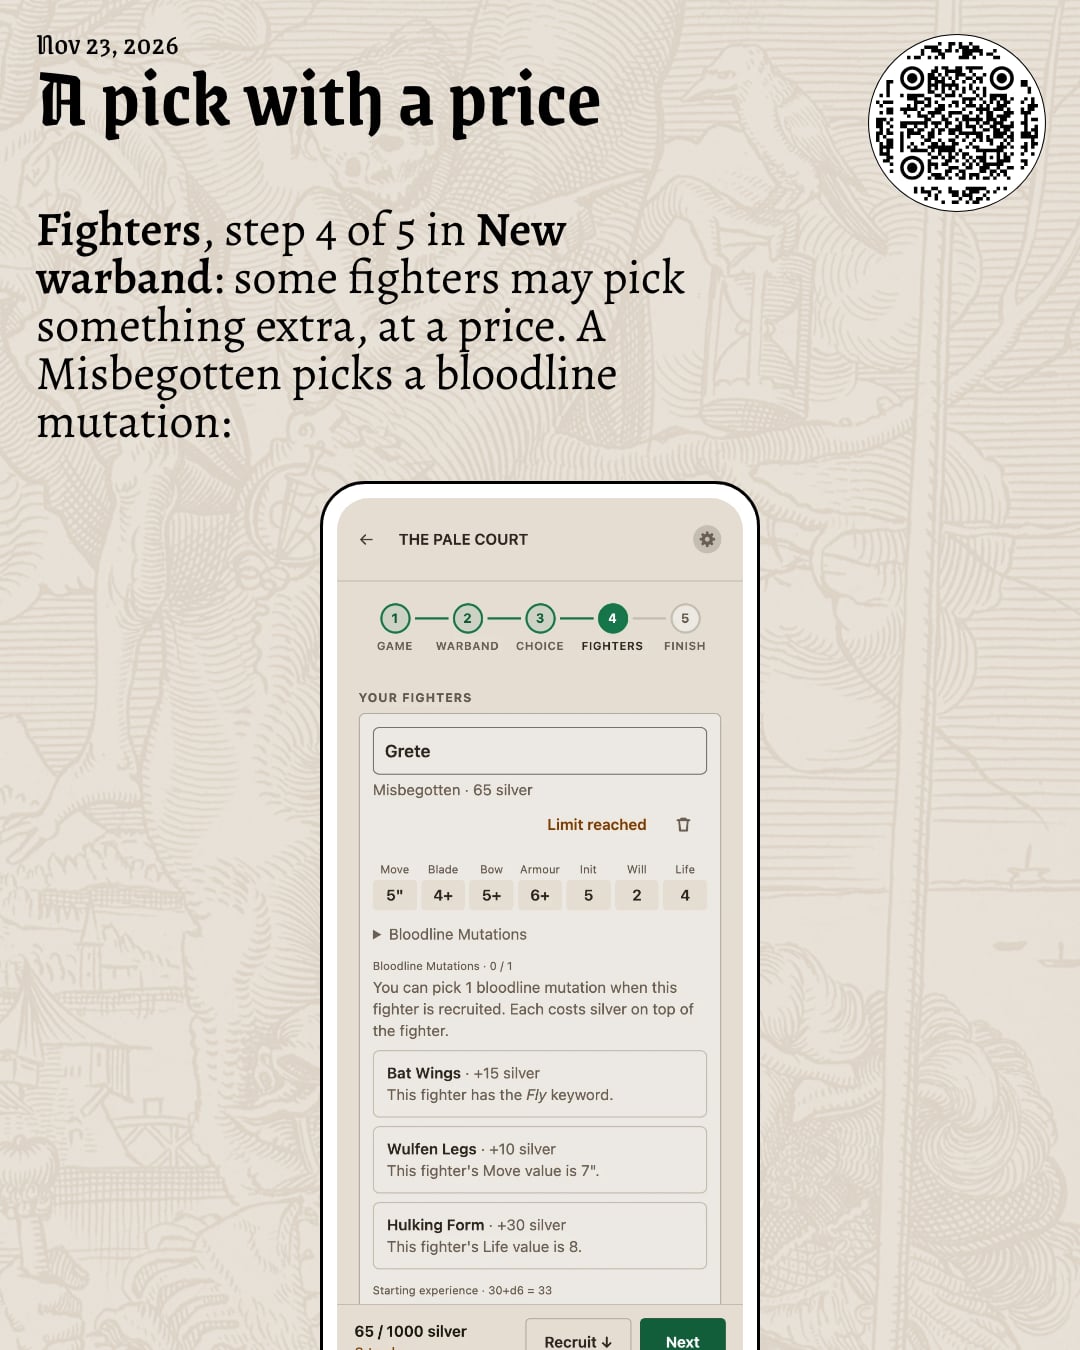 Nov 23, 2026
A pick with a price
Fighters, step 4 of 5 in New
warband: some fighters may pick
something extra, at a price. A
Misbegotten picks a bloodline
mutation:
THE PALE COURT
1 2 3 4 5
GAME WARBAND CHOICE FIGHTERS FINISH
YOUR FIGHTERS
Grete
Misbegotten · 65 silver
Limit reached
Move Blade Bow Armour Init Will Life
5" 4+ 5+ 6+ 5 2 4
Bloodline Mutations
Bloodline Mutations · 0 / 1
You can pick 1 bloodline mutation when this
fighter is recruited. Each costs silver on top of
the fighter.
Bat Wings · +15 silver
This fighter has the Fly keyword.
Wulfen Legs · +10 silver
This fighter's Move value is 7".
Hulking Form · +30 silver
This fighter's Life value is 8.
Starting experience · 30+d6 = 33
65 / 1000 silver
Recruit ↓
Next